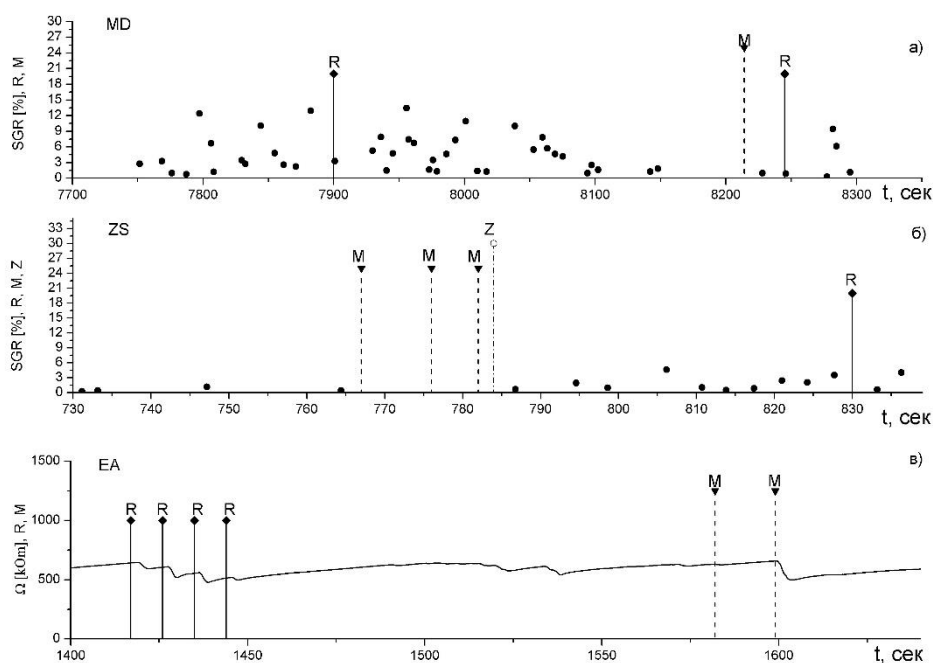 30
MD
27
M
а)
24
R
R
21
18
15
12
9
6
3
0
SGR [%], R, M
7700 7800 7900 8000 8100 8200 8300
t, сек
33
ZS
Z
б)
30
27
M M M
24
R
21
18
15
12
9
6
3
0
SGR [%], R, M, Z
730 740 750 760 770 780 790 800 810 820 830
t, сек
1500
EA
в)
M M
R R R R
1000
500
0
Ω [kOm], R, M
1400 1450 1500 1550 1600
t, сек